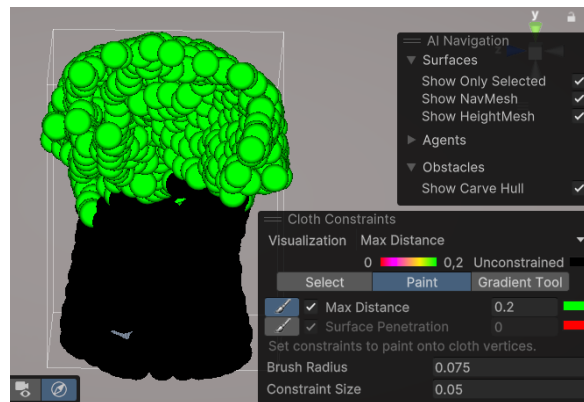 y
z
AI Navigation
Surfaces
Show Only Selected
Show NavMesh
Show HeightMesh
Agents
Obstacles
Show Carve Hull
Cloth Constraints
Visualization Max Distance
0 0,2 Unconstrained
Select Paint Gradient Tool
Max Distance 0.2
Surface Penetration 0
Set constraints to paint onto cloth vertices.
Brush Radius 0.075
Constraint Size 0.05